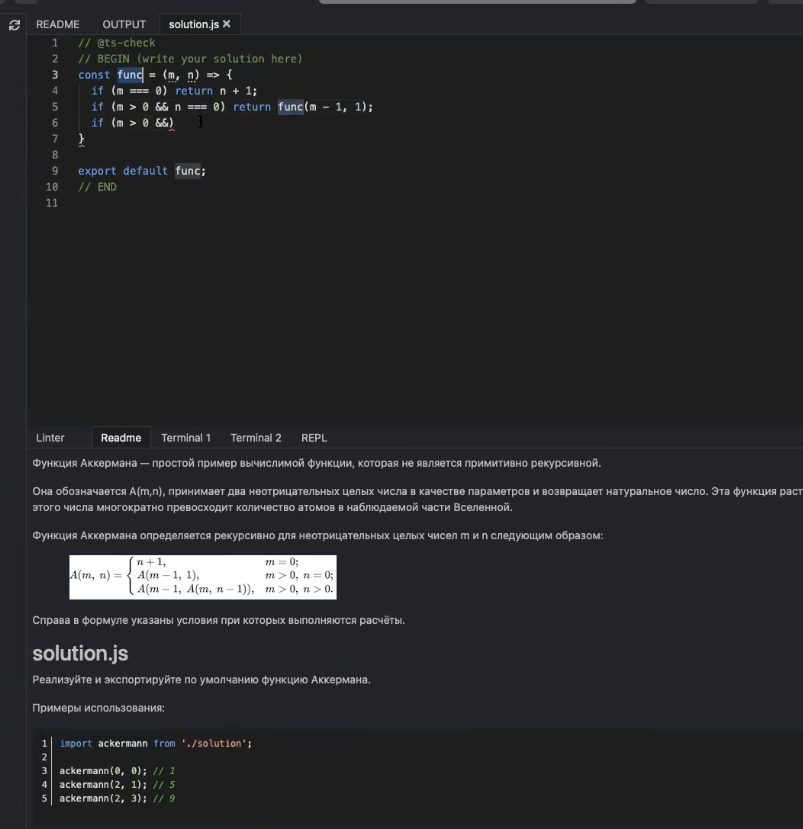 README OUTPUT solution.js ×
1 // @ts-check
2 // BEGIN (write your solution here)
3 const func = (m, n) => {
4 if (m === 0) return n + 1;
5 if (m > 0 && n === 0) return func(m - 1, 1);
6 if (m > 0 &&)
7 }
8
9 export default func;
10 // END
11
Linter Readme Terminal 1 Terminal 2 REPL
Функция Аккермана — простой пример вычислимой функции, которая не является примитивно рекурсивной.
Она обозначается A(m,n), принимает два неотрицательных целых числа в качестве параметров и возвращает натуральное число. Эта функция раст
этого числа многократно превосходит количество атомов в наблюдаемой части Вселенной.
Функция Аккермана определяется рекурсивно для неотрицательных целых чисел m и n следующим образом:
n + 1, m = 0;
A(m, n) = { A(m − 1, 1), m > 0, n = 0;
A(m − 1, A(m, n − 1)), m > 0, n > 0.
Справа в формуле указаны условия при которых выполняются расчёты.
solution.js
Реализуйте и экспортируйте по умолчанию функцию Аккермана.
Примеры использования:
1 import ackermann from './solution';
2
3 ackermann(0, 0); // 1
4 ackermann(2, 1); // 5
5 ackermann(2, 3); // 9